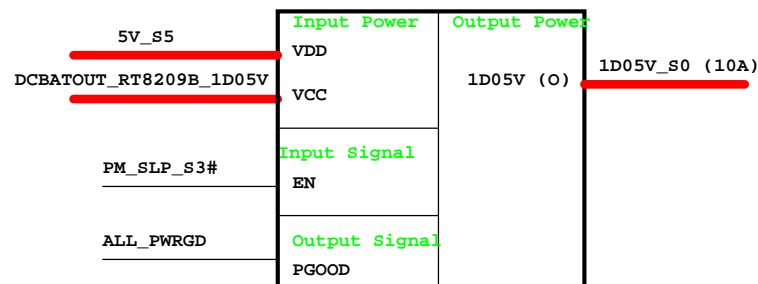 Input Power
Output Power
5V_S5
VDD
DCBATOUT_RT8209B_1D05V
VCC
1D05V (O)
1D05V_S0 (10A)
Input Signal
PM_SLP_S3#
EN
ALL_PWRGD
Output Signal
PGOOD